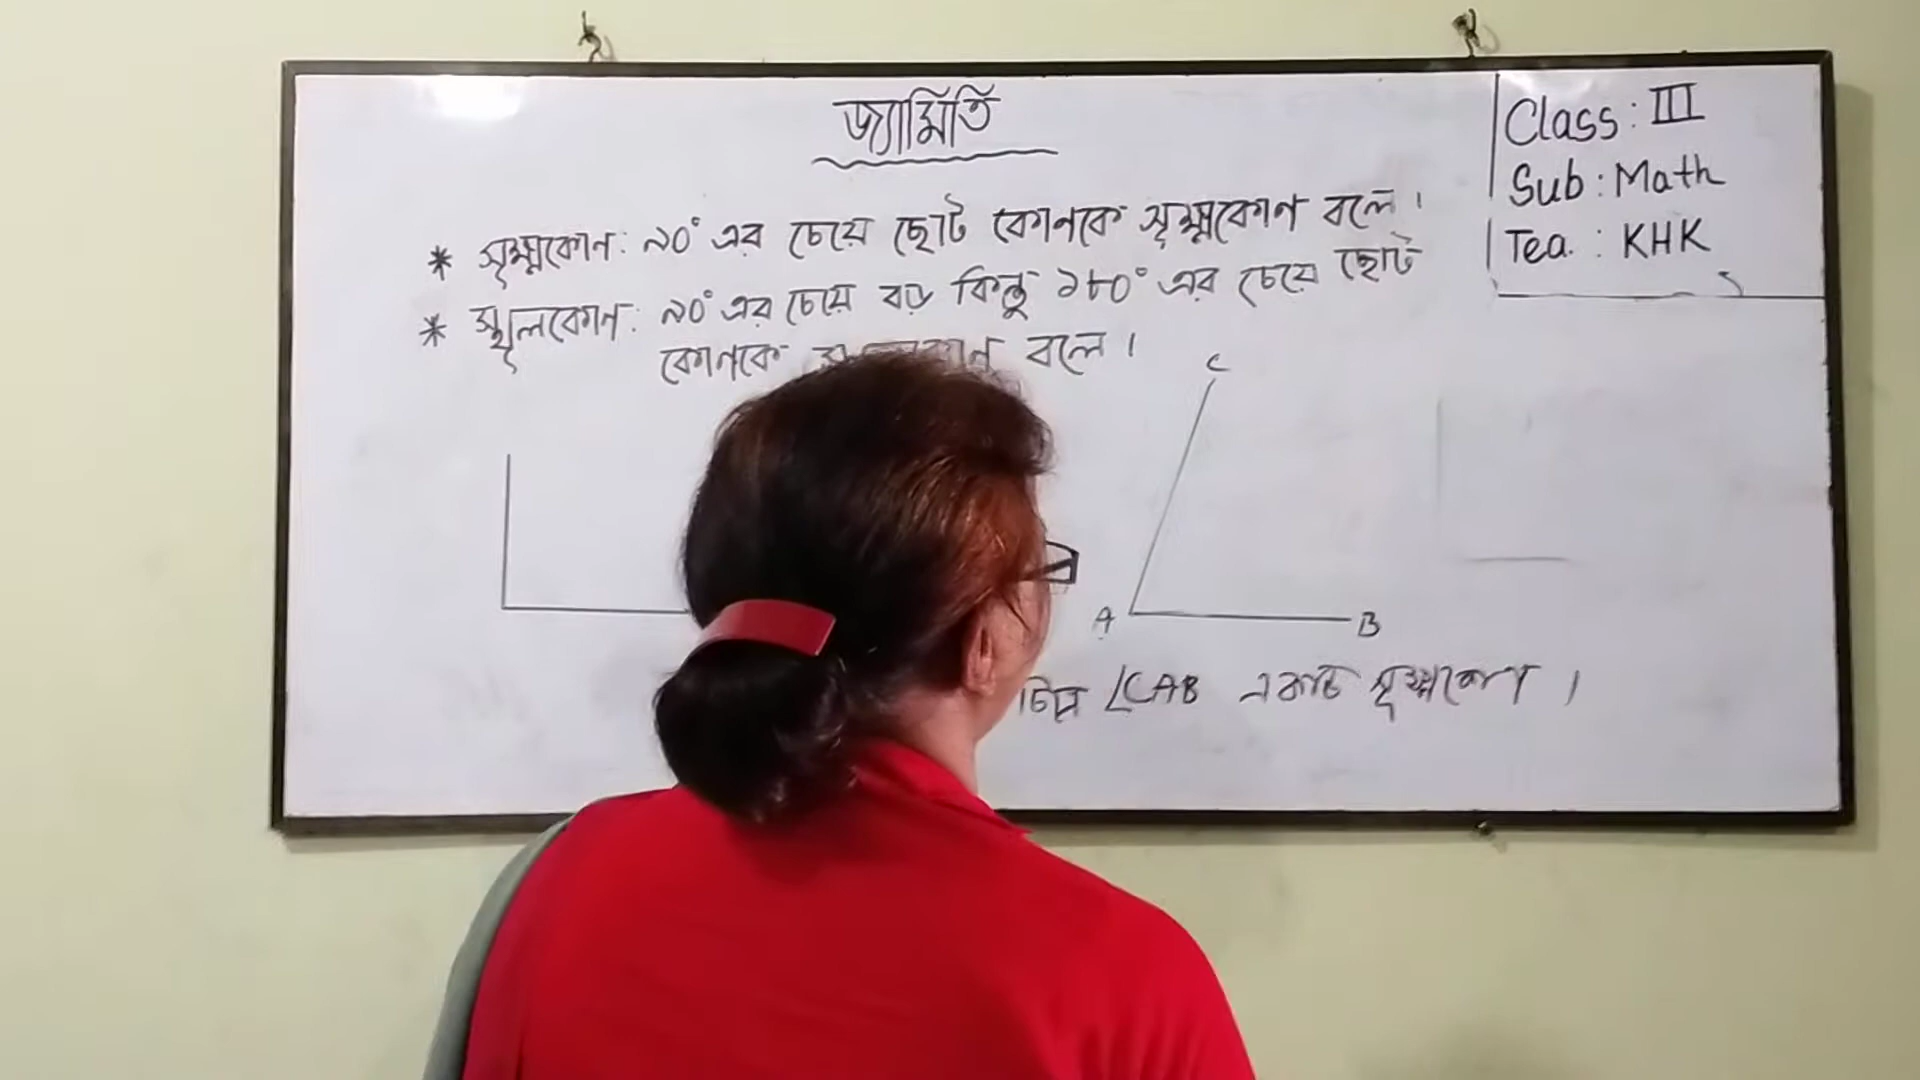 জ্যামিতি
Class: III
Sub: Math
Tea. : KHK
* সূক্ষ্মকোণ: ৯০° এর চেয়ে ছোট কোণকে সূক্ষ্মকোণ বলে।
* স্থূলকোণ: ৯০° এর চেয়ে বড় কিন্তু ১৮০° এর চেয়ে ছোট
কোণকে বলে।
C
A B
চিত্র ∠CAB একটি সূক্ষ্মকোণ।